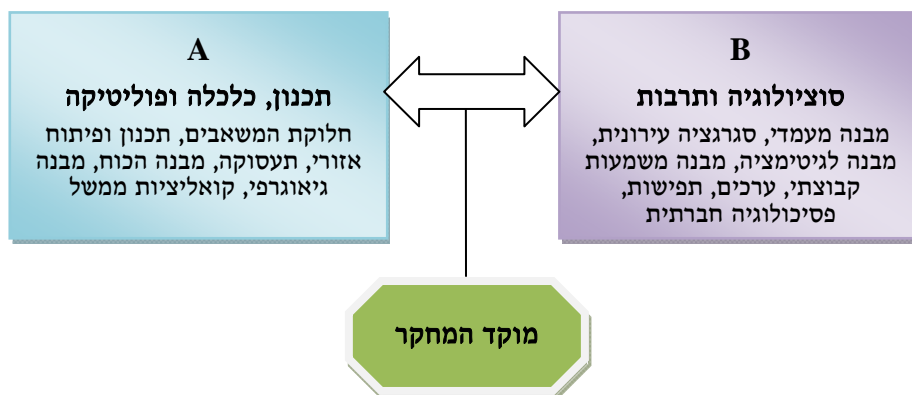 A
תכנון, כלכלה ופוליטיקה
חלוקת המשאבים, תכנון ופיתוח
אזורי, תעסוקה, מבנה הכוח, מבנה
גיאוגרפי, קואליציות ממשל
B
סוציולוגיה ותרבות
מבנה מעמדי, סגרגציה עירונית,
מבנה לגיטימציה, מבנה משמעות
קבוצתי, ערכים, תפישות,
פסיכולוגיה חברתית
מוקד המחקר